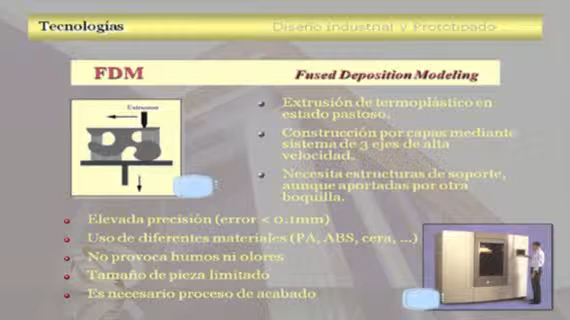 Tecnologías
Diseño Industrial y Prototipado
FDM
Fused Deposition Modeling
Extrusor
Extrusión de termoplástico en
estado pastoso.
Construcción por capas mediante
sistema de 3 ejes de alta
velocidad.
Necesita estructuras de soporte,
aunque aportadas por otra
boquilla.
Elevada precisión (error < 0.1mm)
Uso de diferentes materiales (PA, ABS, cera, ...)
No provoca humos ni olores
Tamaño de pieza limitado
Es necesario proceso de acabado